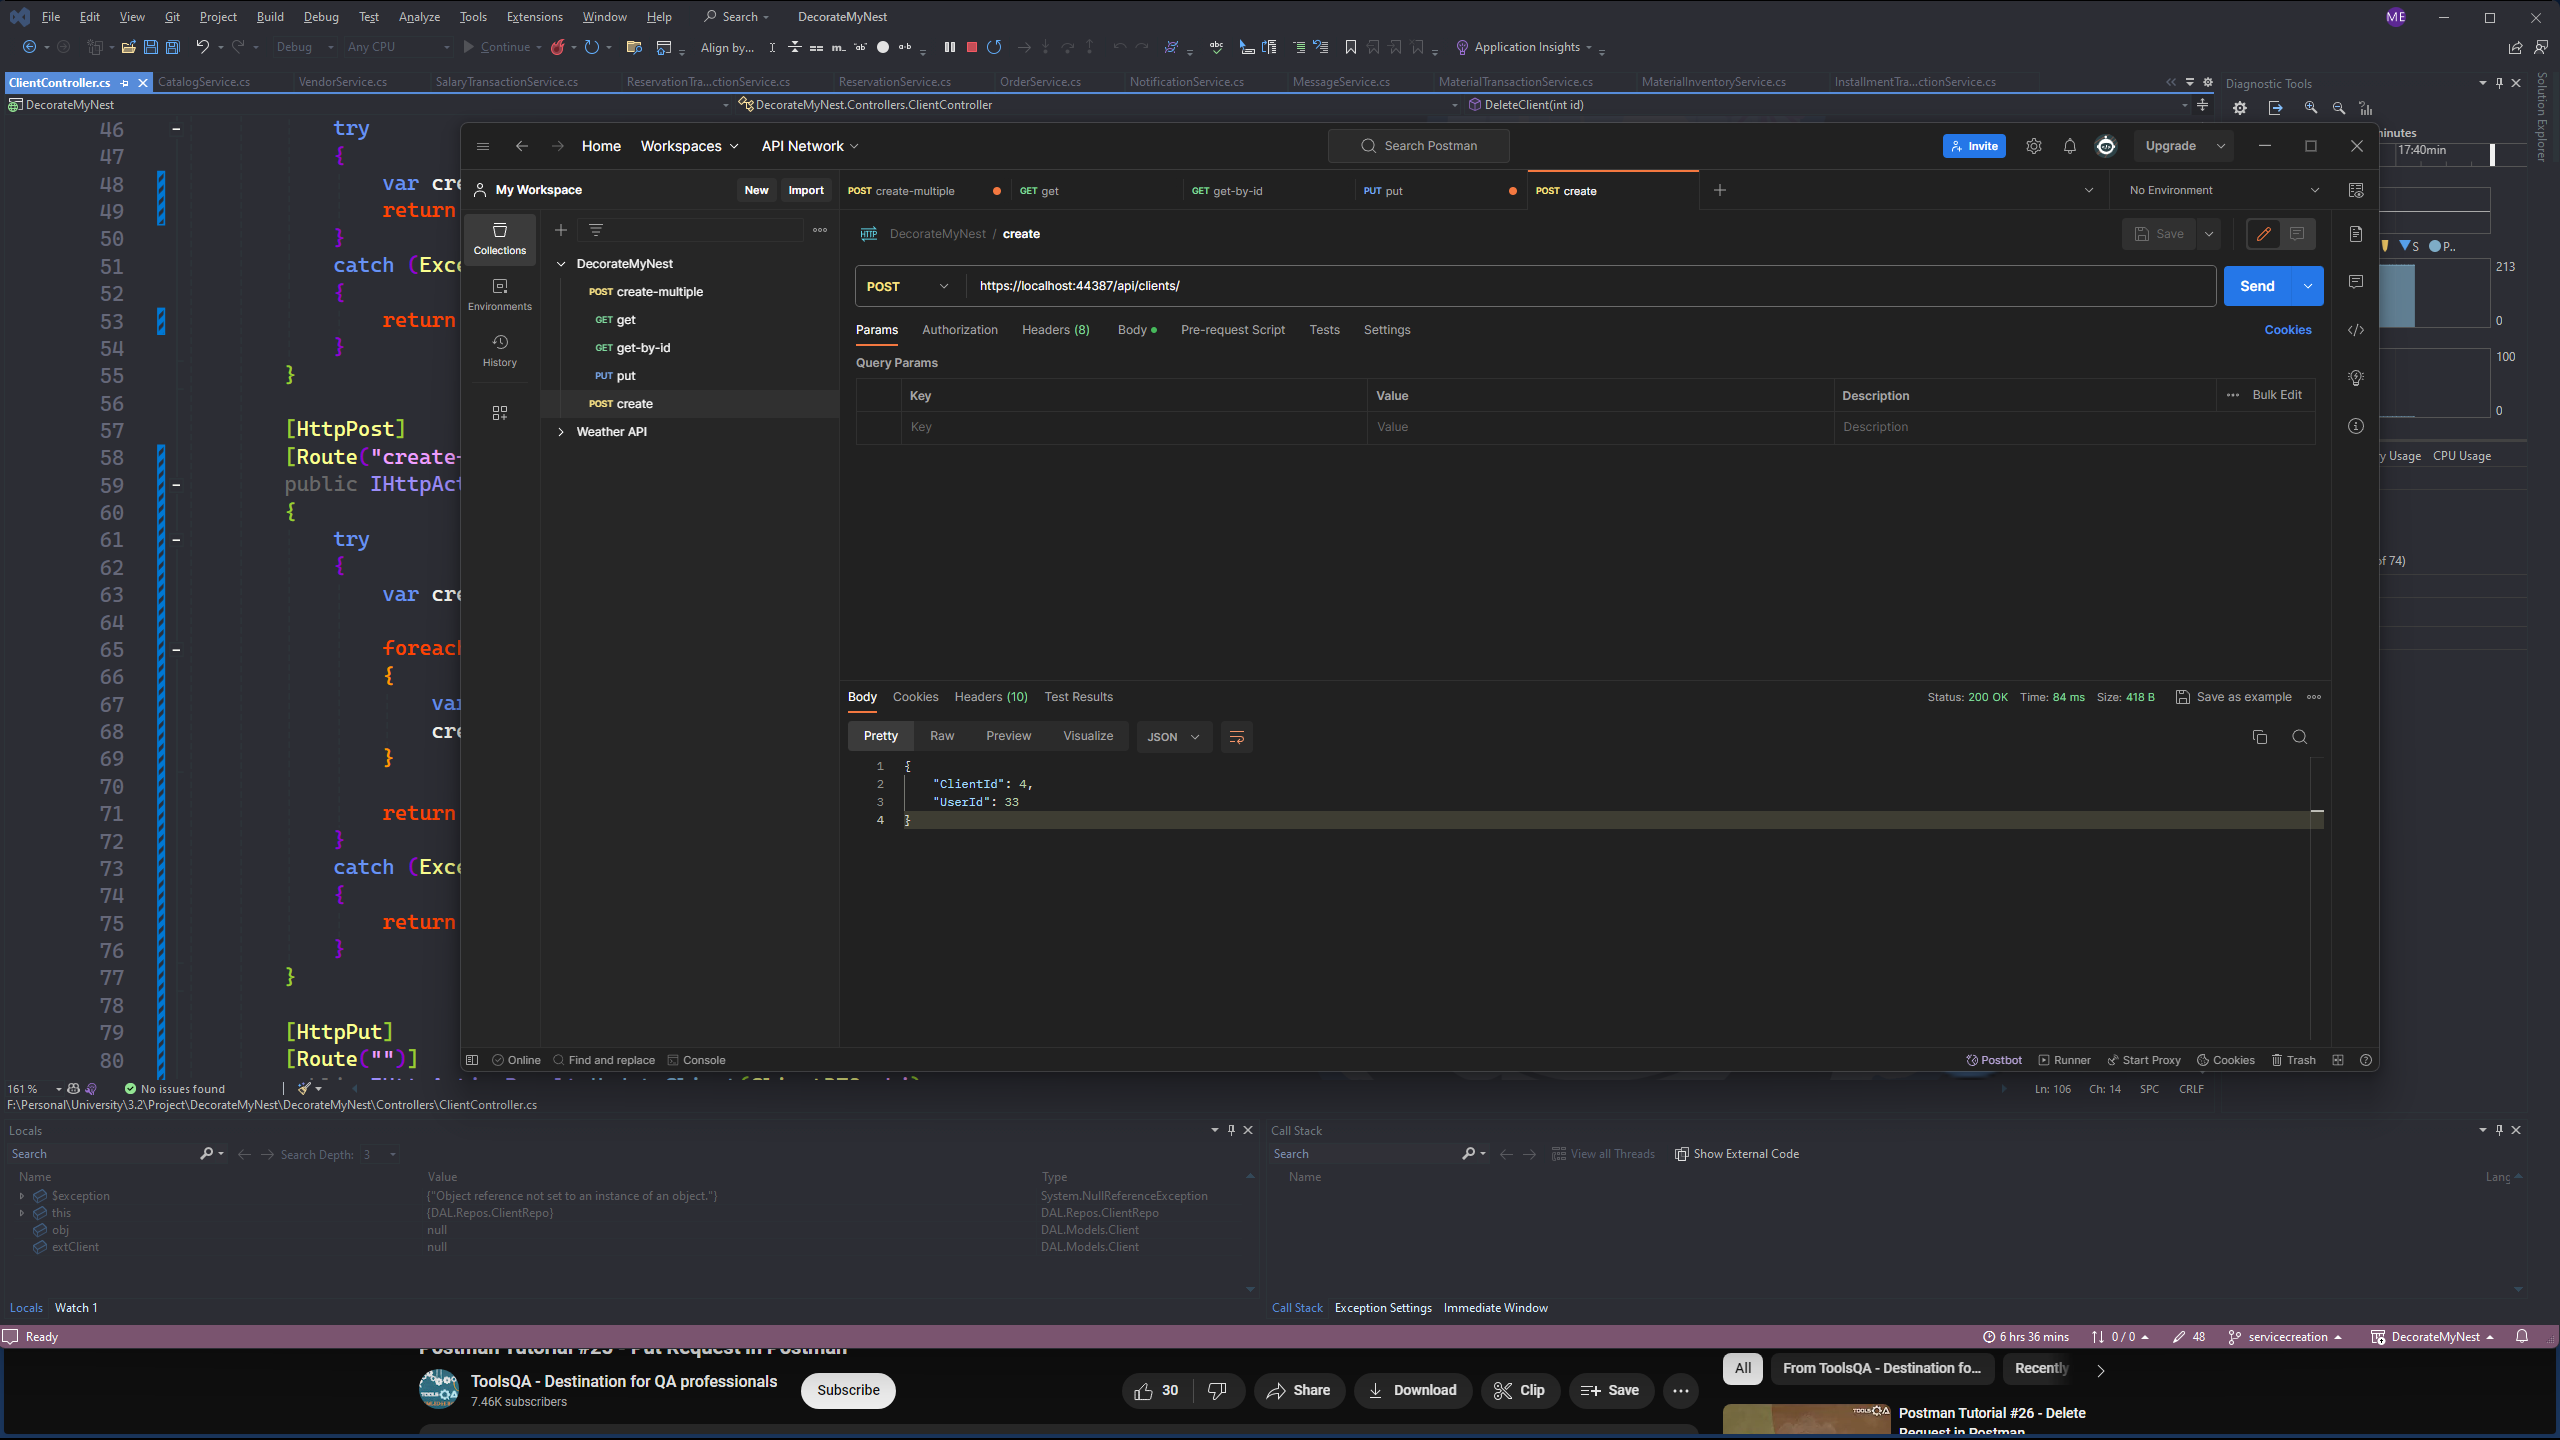 File Edit View Git Project Build Debug Test Analyze Tools Extensions Window Help Search DecorateMyNest ME
Debug Any CPU Continue Align by... Application Insights
ClientController.cs CatalogService.cs VendorService.cs SalaryTransactionService.cs ReservationTra...ctionService.cs ReservationService.cs OrderService.cs NotificationService.cs MessageService.cs MaterialTransactionService.cs MaterialInventoryService.cs InstallmentTra...ctionService.cs Diagnostic Tools
DecorateMyNest DecorateMyNest.Controllers.ClientController DeleteClient(int id)
Solution Explorer
46 try
47 {
48 var cre
49 return
50 }
51 catch (Exce
52 {
53 return
54 }
55 }
56
57 [HttpPost]
58 [Route("create-
59 public IHttpAct
60 {
61 try
62 {
63 var cre
64
65 foreach
66 {
67 var
68 cre
69 }
70
71 return
72 }
73 catch (Exce
74 {
75 return
76 }
77 }
78
79 [HttpPut]
80 [Route("")]
Home Workspaces API Network Search Postman Invite Upgrade
My Workspace New Import POST create-multiple GET get GET get-by-id PUT put POST create No Environment
Collections
Environments
History
DecorateMyNest
POST create-multiple
GET get
GET get-by-id
PUT put
POST create
Weather API
HTTP DecorateMyNest / create Save
POST https://localhost:44387/api/clients/ Send
Params Authorization Headers (8) Body Pre-request Script Tests Settings Cookies
Query Params
Key Value Description Bulk Edit
Key Value Description
Body Cookies Headers (10) Test Results Status: 200 OK Time: 84 ms Size: 418 B Save as example
Pretty Raw Preview Visualize JSON
1 {
2 "ClientId": 4,
3 "UserId": 33
4 }
Online Find and replace Console Postbot Runner Start Proxy Cookies Trash
minutes
17:40min
S P..
213
0
100
0
y Usage CPU Usage
of 74)
161 % No issues found Ln: 106 Ch: 14 SPC CRLF
F:\Personal\University\3.2\Project\DecorateMyNest\DecorateMyNest\Controllers\ClientController.cs
Locals Call Stack
Search Search Depth: 3 Search View all Threads Show External Code
Name Value Type Name Lang
$exception {"Object reference not set to an instance of an object."} System.NullReferenceException
this {DAL.Repos.ClientRepo} DAL.Repos.ClientRepo
obj null DAL.Models.Client
extClient null DAL.Models.Client
Locals Watch 1 Call Stack Exception Settings Immediate Window
Ready 6 hrs 36 mins 0 / 0 48 servicecreation DecorateMyNest
Postman Tutorial #25 - Put Request in Postman
ToolsQA - Destination for QA professionals
7.46K subscribers
Subscribe 30 Share Download Clip Save
All From ToolsQA - Destination fo... Recently
Postman Tutorial #26 - Delete
Request in Postman